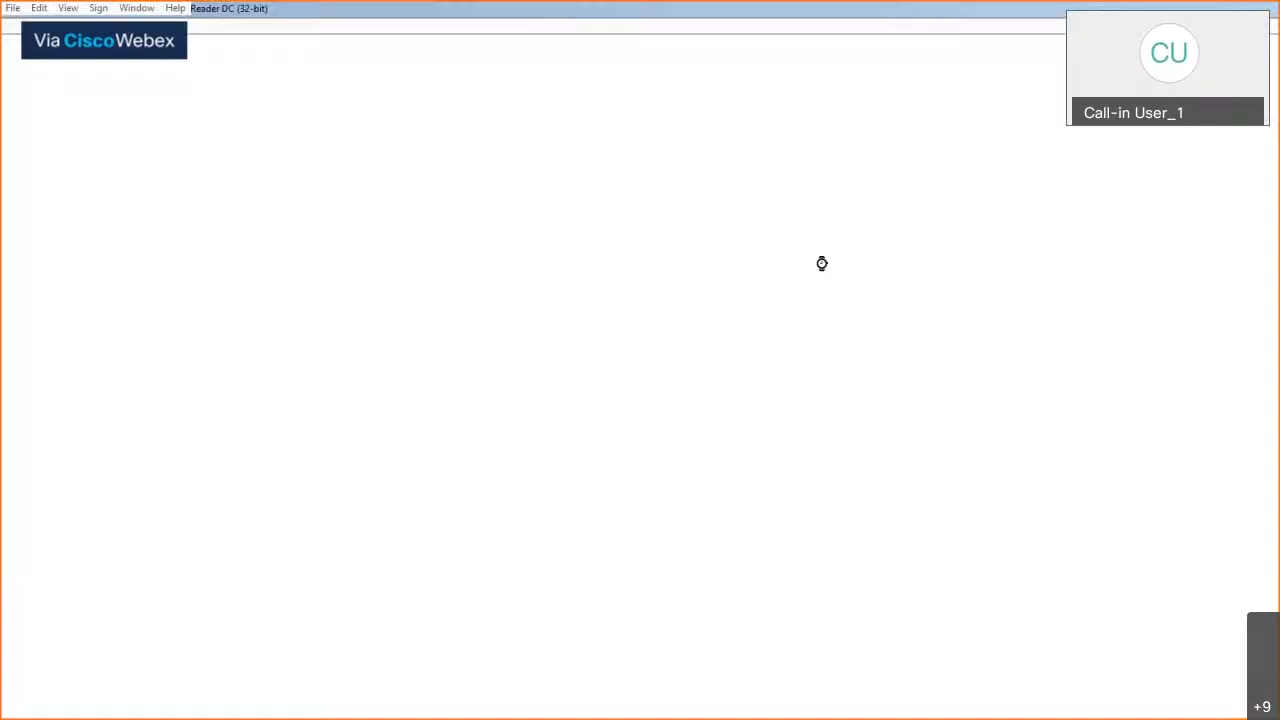 File Edit View Sign Window Help Reader DC (32-bit)
Via CiscoWebex
CU
Call-in User_1
+9